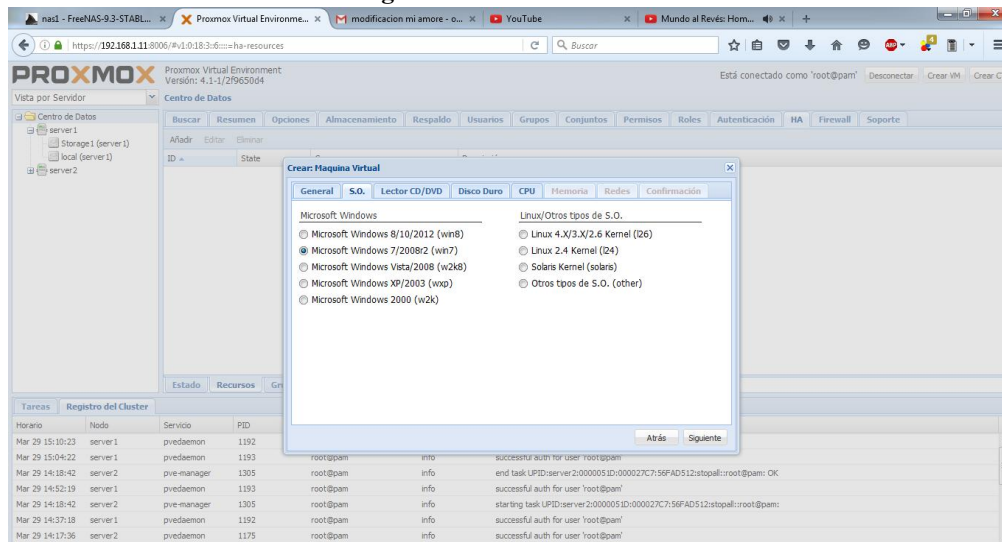 nas1 - FreeNAS-9.3-STABL...
Proxmox Virtual Environme...
modificacion mi amore - o...
YouTube
Mundo al Revés: Hom...
https://192.168.1.11:8006/#v1:0:18:3::6::::=ha-resources
Buscar
ABP
4
PROXMOX
Proxmox Virtual Environment
Versión: 4.1-1/2f9650d4
Está conectado como 'root@pam'
Desconectar
Crear VM
Crear C
Vista por Servidor
Centro de Datos
Centro de Datos
server1
Storage1 (server1)
local (server1)
server2
Buscar Resumen Opciones Almacenamiento Respaldo Usuarios Grupos Conjuntos Permisos Roles Autenticación HA Firewall Soporte
Añadir Editar Eliminar
ID State
Crear: Maquina Virtual
General S.O. Lector CD/DVD Disco Duro CPU Memoria Redes Confirmación
Microsoft Windows
Microsoft Windows 8/10/2012 (win8)
Microsoft Windows 7/2008r2 (win7)
Microsoft Windows Vista/2008 (w2k8)
Microsoft Windows XP/2003 (wxp)
Microsoft Windows 2000 (w2k)
Linux/Otros tipos de S.O.
Linux 4.X/3.X/2.6 Kernel (l26)
Linux 2.4 Kernel (l24)
Solaris Kernel (solaris)
Otros tipos de S.O. (other)
Atrás Siguiente
Estado Recursos
Tareas Registro del Cluster
Horario Nodo Servicio PID
Mar 29 15:10:23 server1 pvedaemon 1192
Mar 29 15:04:22 server1 pvedaemon 1193 root@pam info successful auth for user 'root@pam'
Mar 29 14:18:42 server2 pve-manager 1305 root@pam info end task UPID:server2:0000051D:000027C7:56FAD512:stopall::root@pam: OK
Mar 29 14:52:19 server1 pvedaemon 1193 root@pam info successful auth for user 'root@pam'
Mar 29 14:18:42 server2 pve-manager 1305 root@pam info starting task UPID:server2:0000051D:000027C7:56FAD512:stopall::root@pam:
Mar 29 14:37:18 server1 pvedaemon 1192 root@pam info successful auth for user 'root@pam'
Mar 29 14:17:36 server2 pvedaemon 1175 root@pam info successful auth for user 'root@pam'